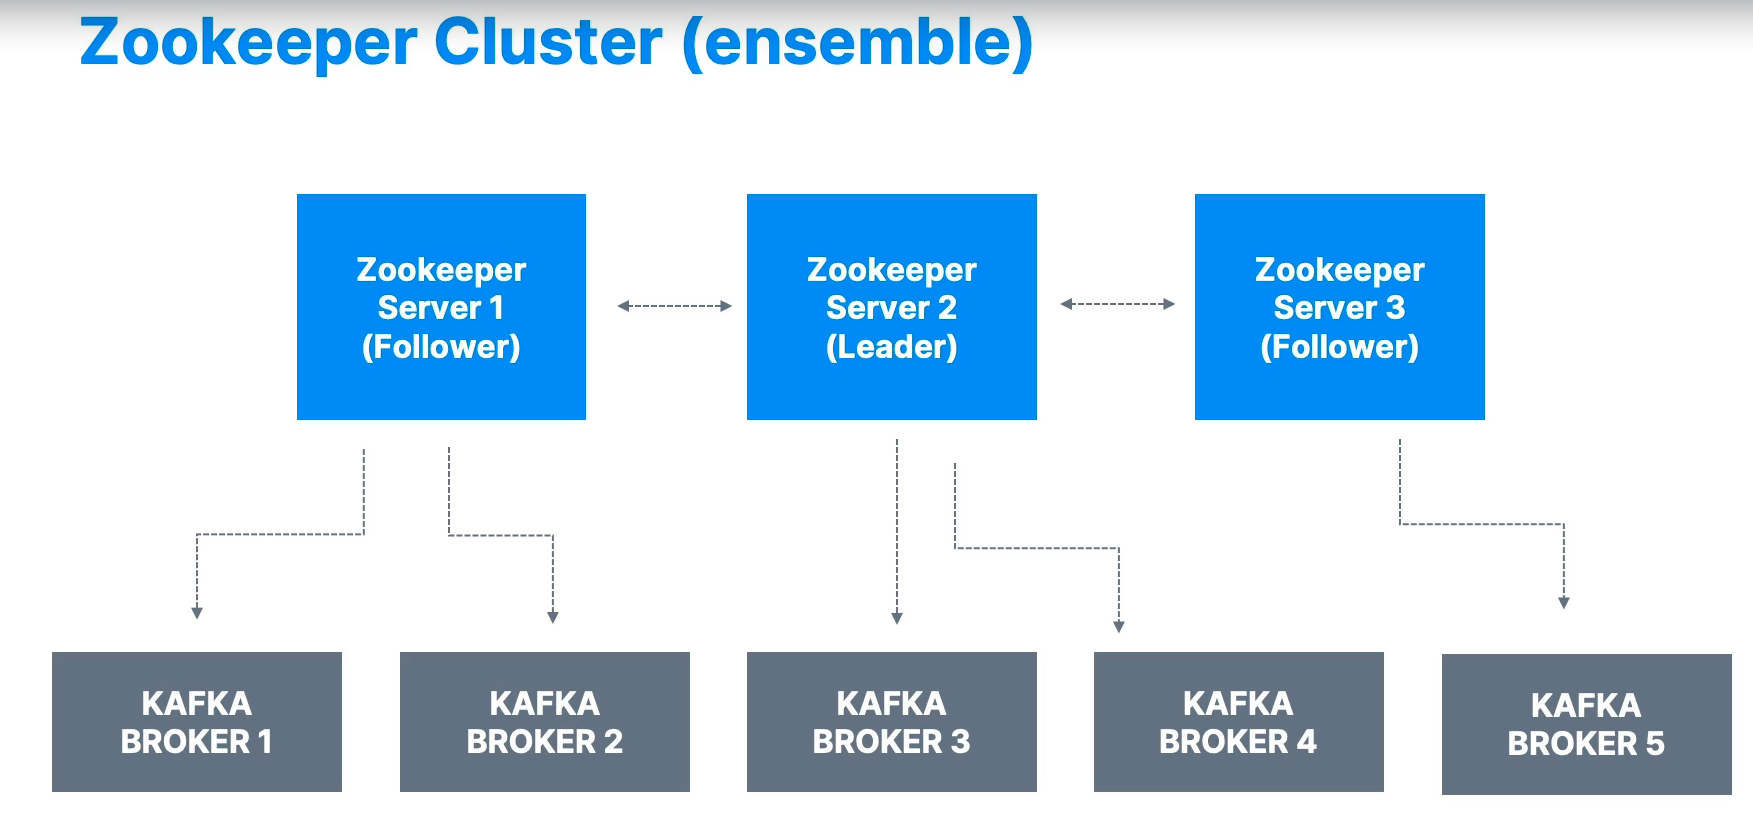 Zookeeper Cluster (ensemble)
Zookeeper
Server 1
(Follower)
Zookeeper
Server 2
(Leader)
Zookeeper
Server 3
(Follower)
KAFKA
BROKER 1
KAFKA
BROKER 2
KAFKA
BROKER 3
KAFKA
BROKER 4
KAFKA
BROKER 5